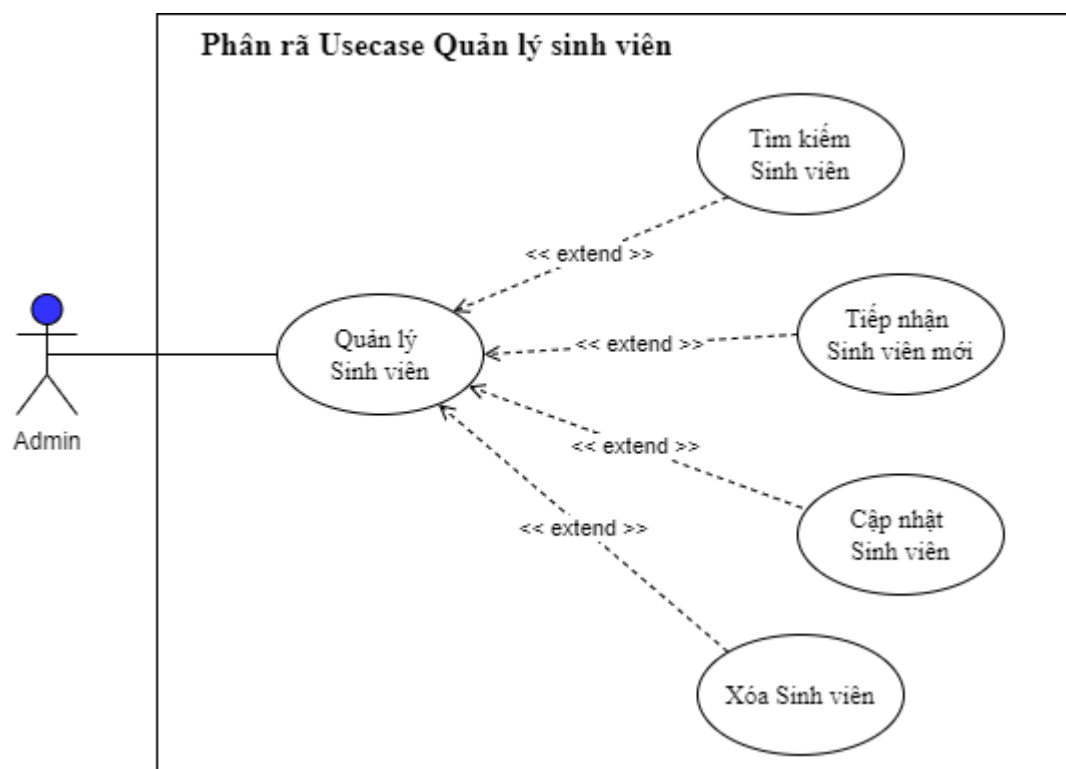 Phân rã Usecase Quản lý sinh viên
Tìm kiếm
Sinh viên
<< extend >>
Tiếp nhận
Sinh viên mới
<< extend >>
Quản lý
Sinh viên
Admin
<< extend >>
Cập nhật
Sinh viên
<< extend >>
Xóa Sinh viên